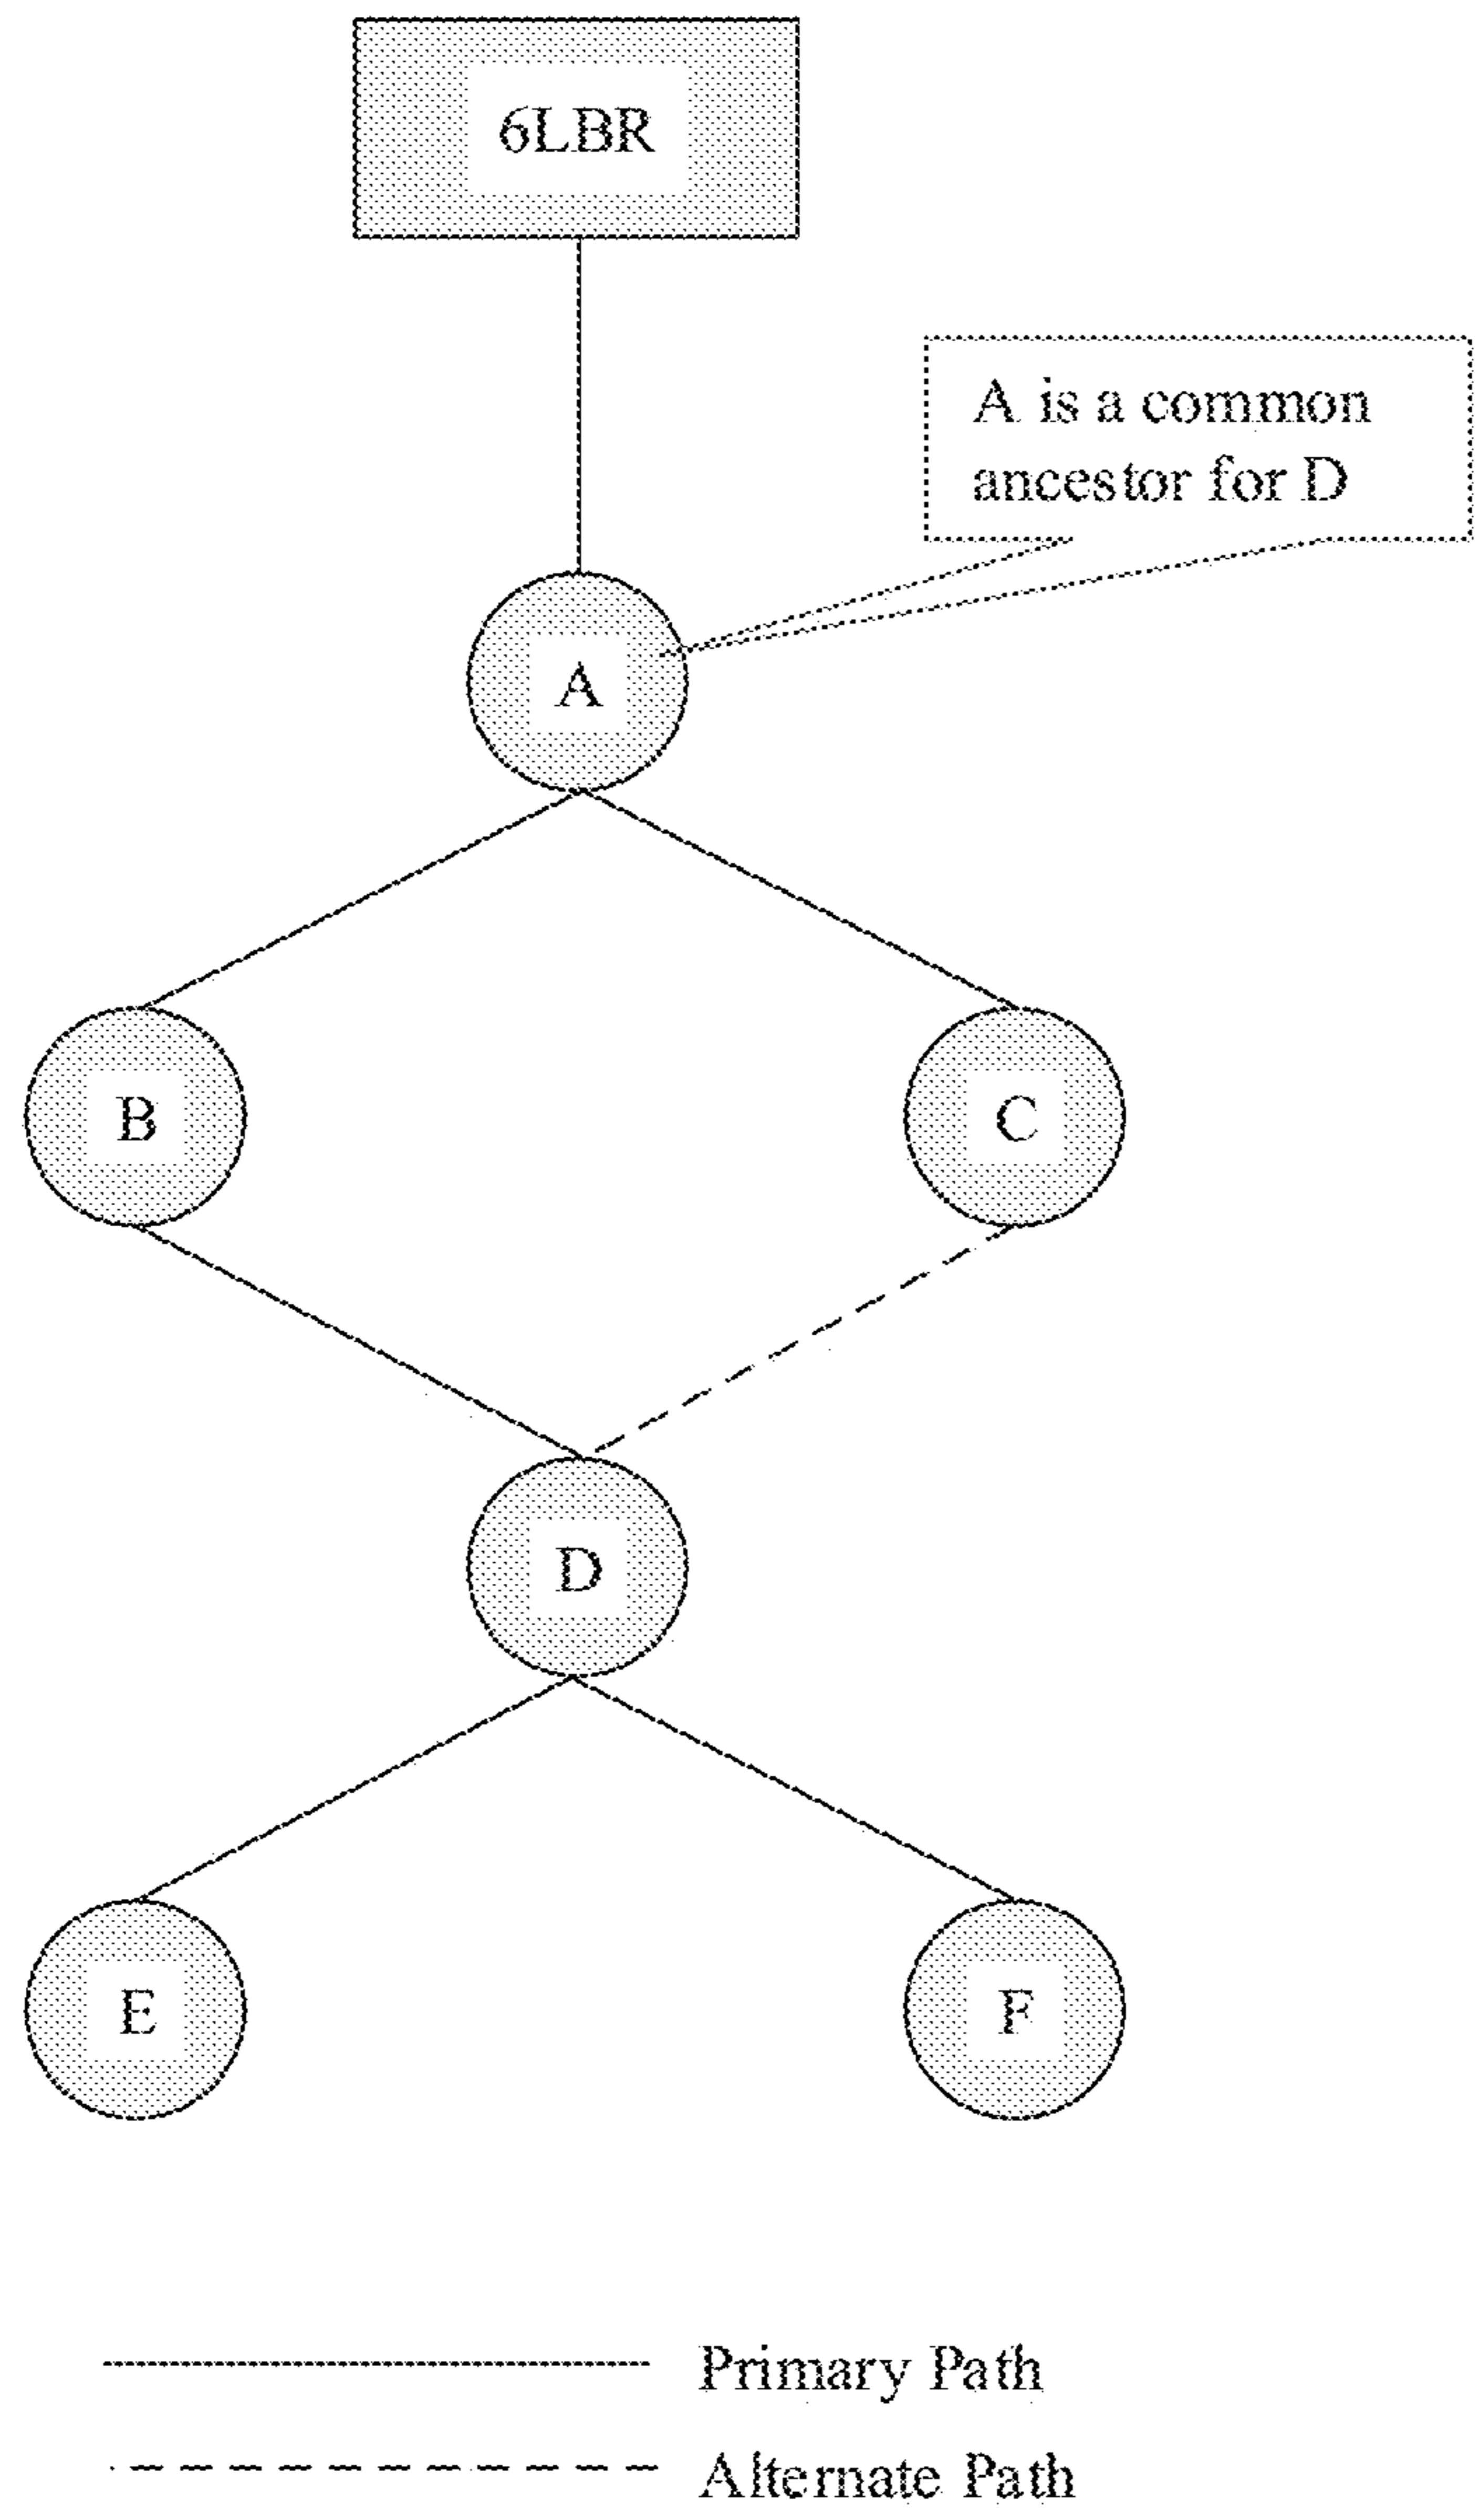 6LBR
A is a common
ancestor for D
A
B
C
D
E
F
Primary Path
Alternate Path